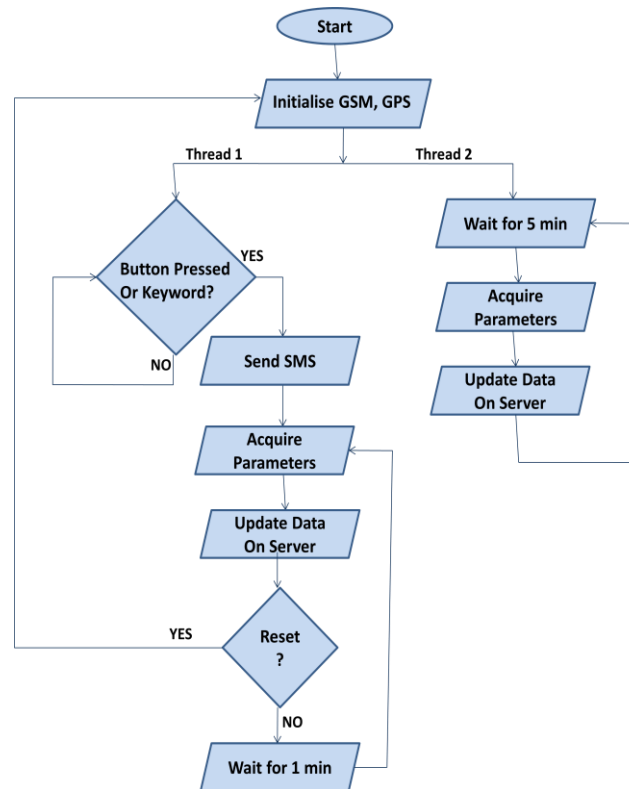 Start
Initialise GSM, GPS
Thread 1
Thread 2
Button Pressed
Or Keyword?
YES
NO
Send SMS
Acquire
Parameters
Update Data
On Server
Reset
?
YES
NO
Wait for 1 min
Wait for 5 min
Acquire
Parameters
Update Data
On Server